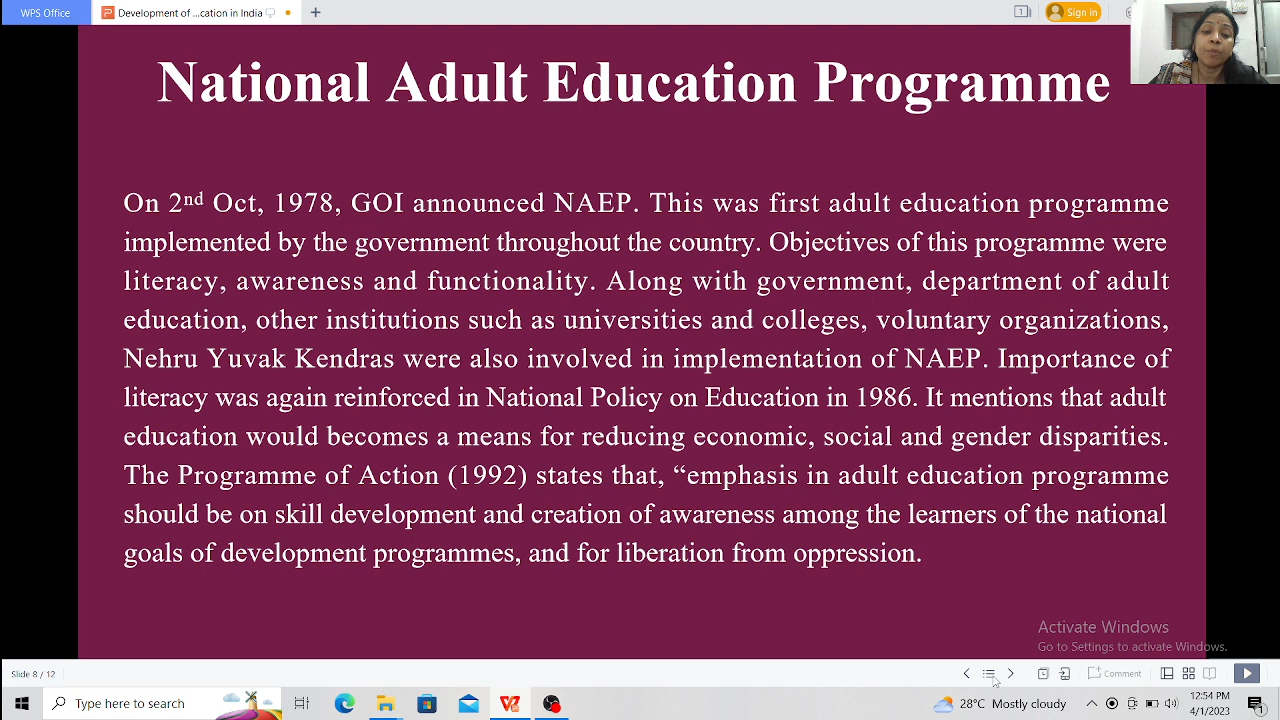 WPS Office
Development of ...cation in India
Sign in
National Adult Education Programme
On 2nd Oct, 1978, GOI announced NAEP. This was first adult education programme
implemented by the government throughout the country. Objectives of this programme were
literacy, awareness and functionality. Along with government, department of adult
education, other institutions such as universities and colleges, voluntary organizations,
Nehru Yuvak Kendras were also involved in implementation of NAEP. Importance of
literacy was again reinforced in National Policy on Education in 1986. It mentions that adult
education would becomes a means for reducing economic, social and gender disparities.
The Programme of Action (1992) states that, “emphasis in adult education programme
should be on skill development and creation of awareness among the learners of the national
goals of development programmes, and for liberation from oppression.
Activate Windows
Go to Settings to activate Windows.
Slide 8 / 12
Comment
Type here to search
29°C Mostly cloudy
12:54 PM
4/1/2023